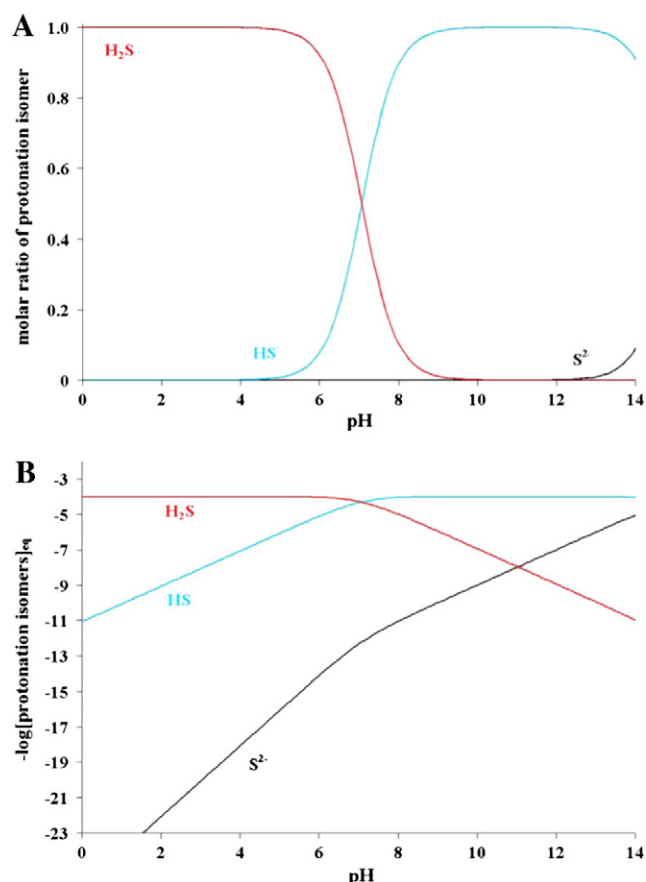 A
molar ratio of protonation isomer
1.0
0.8
0.6
0.4
0.2
0
H₂S
HS
S²⁻
0 2 4 6 8 10 12 14
pH
B
-log[protonation isomers]eq
-3
-5
-7
-9
-11
-13
-15
-17
-19
-21
-23
H₂S
HS
S²⁻
0 2 4 6 8 10 12 14
pH